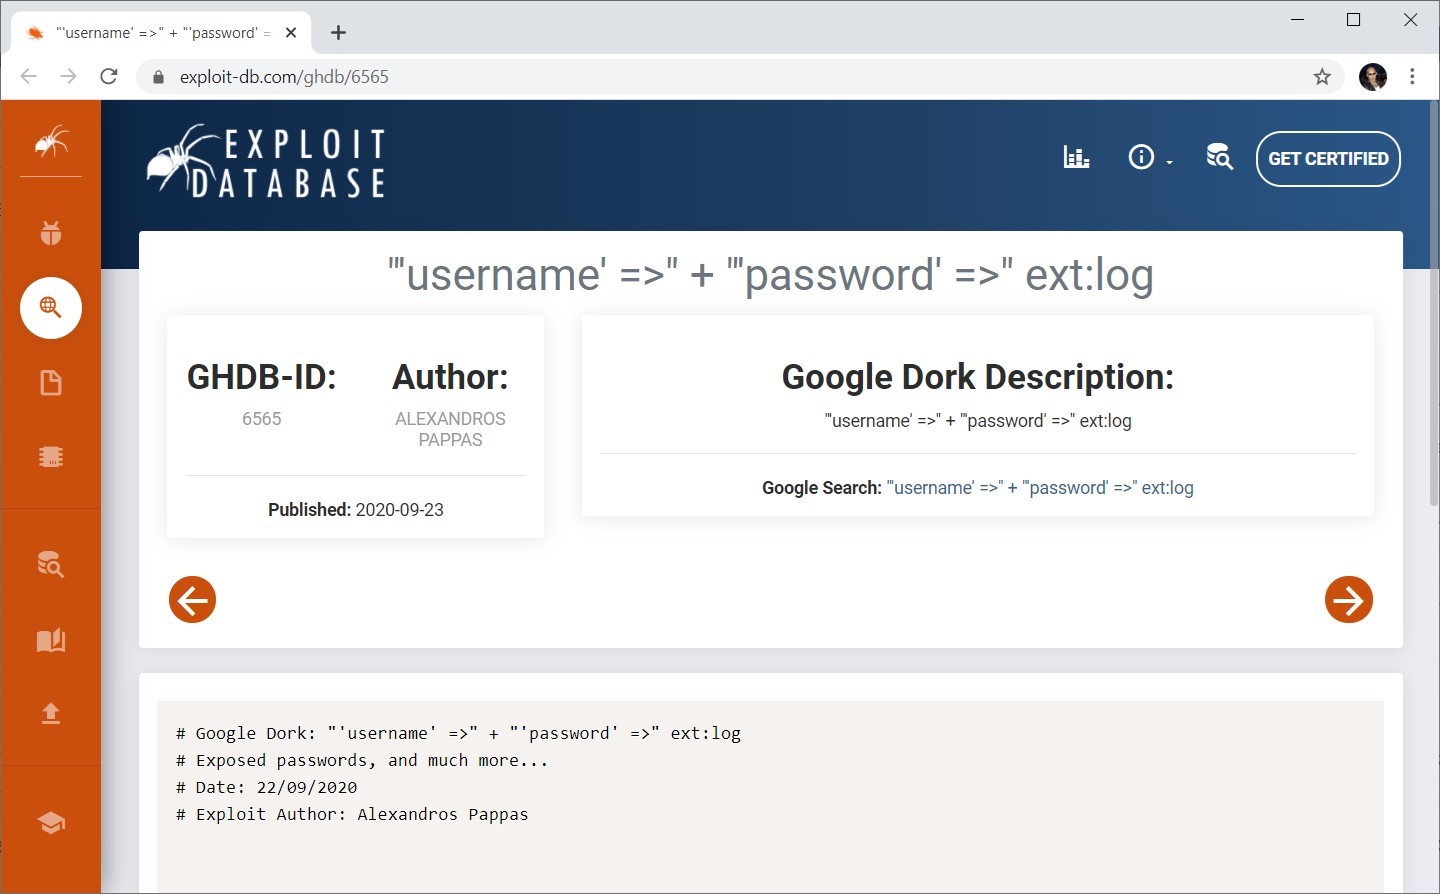 "'username' =>" + "'password' =
exploit-db.com/ghdb/6565
EXPLOIT
DATABASE
GET CERTIFIED
"'username' =>" + "'password' =>" ext:log
GHDB-ID:
6565
Author:
ALEXANDROS
PAPPAS
Published: 2020-09-23
Google Dork Description:
"'username' =>" + "'password' =>" ext:log
Google Search: "'username' =>" + "'password' =>" ext:log
# Google Dork: "'username' =>" + "'password' =>" ext:log
# Exposed passwords, and much more...
# Date: 22/09/2020
# Exploit Author: Alexandros Pappas